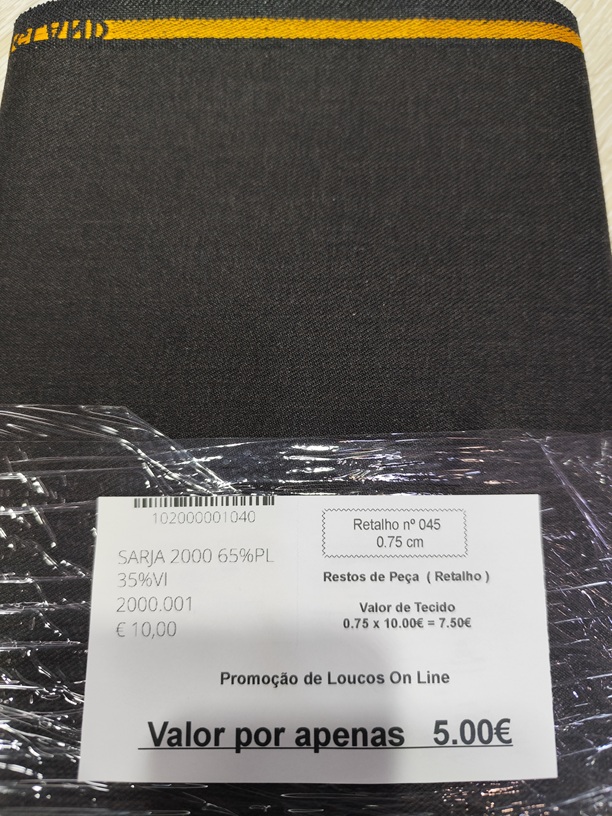 102000001040
SARJA 2000 65%PL
35%VI
2000.001
€ 10,00
Retalho nº 045
0.75 cm
Restos de Peça ( Retalho )
Valor de Tecido
0.75 x 10.00€ = 7.50€
Promoção de Loucos On Line
Valor por apenas 5.00€